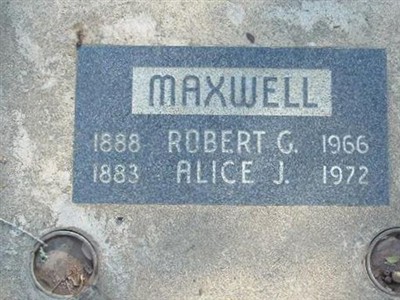 MAXWELL
1888 ROBERT G. 1966
1883 ALICE J. 1972